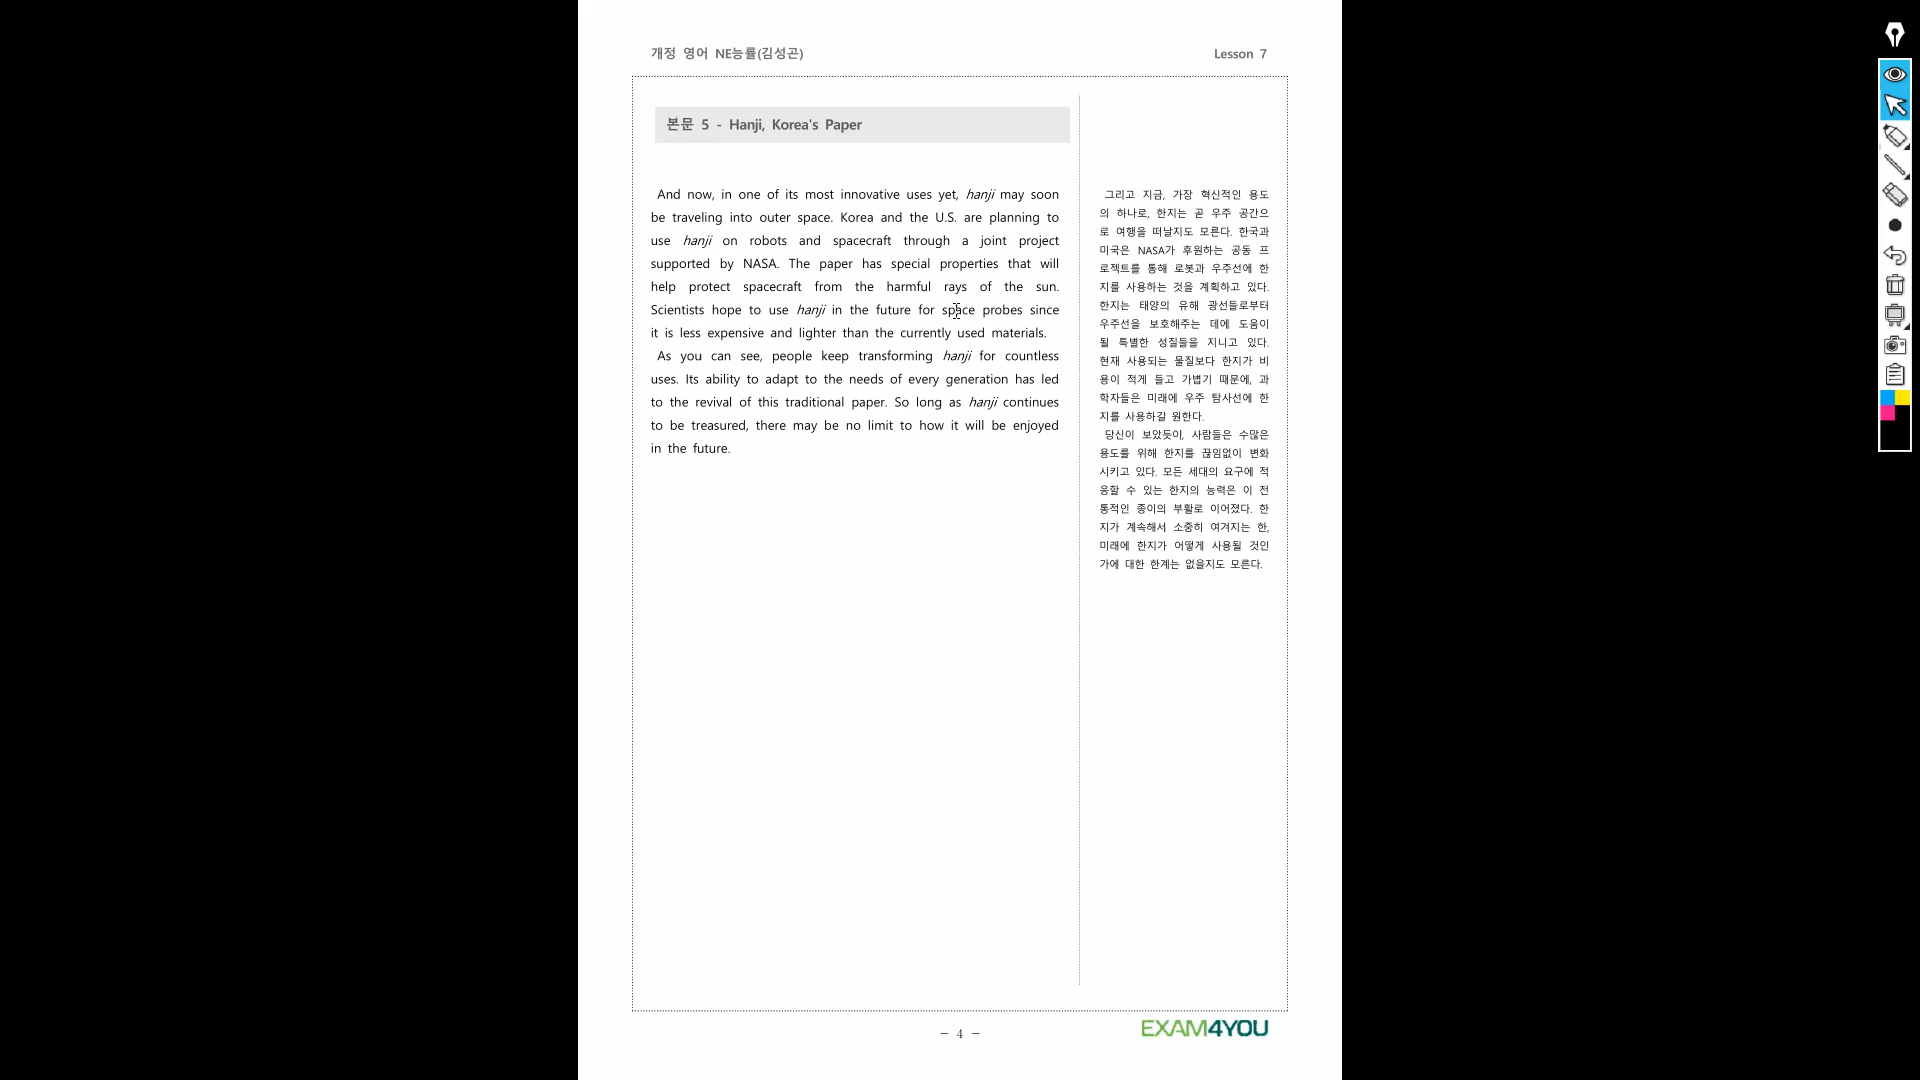 개정 영어 NE능률(김성곤)
Lesson 7
본문 5 - Hanji, Korea's Paper
And now, in one of its most innovative uses yet, hanji may soon
be traveling into outer space. Korea and the U.S. are planning to
use hanji on robots and spacecraft through a joint project
supported by NASA. The paper has special properties that will
help protect spacecraft from the harmful rays of the sun.
Scientists hope to use hanji in the future for space probes since
it is less expensive and lighter than the currently used materials.
As you can see, people keep transforming hanji for countless
uses. Its ability to adapt to the needs of every generation has led
to the revival of this traditional paper. So long as hanji continues
to be treasured, there may be no limit to how it will be enjoyed
in the future.
그리고 지금, 가장 혁신적인 용도
의 하나로, 한지는 곧 우주 공간으
로 여행을 떠날지도 모른다. 한국과
미국은 NASA가 후원하는 공동 프
로젝트를 통해 로봇과 우주선에 한
지를 사용하는 것을 계획하고 있다.
한지는 태양의 유해 광선들로부터
우주선을 보호해주는 데에 도움이
될 특별한 성질들을 지니고 있다.
현재 사용되는 물질보다 한지가 비
용이 적게 들고 가볍기 때문에, 과
학자들은 미래에 우주 탐사선에 한
지를 사용하길 원한다.
당신이 보았듯이, 사람들은 수많은
용도를 위해 한지를 끊임없이 변화
시키고 있다. 모든 세대의 요구에 적
응할 수 있는 한지의 능력은 이 전
통적인 종이의 부활로 이어졌다. 한
지가 계속해서 소중히 여겨지는 한,
미래에 한지가 어떻게 사용될 것인
가에 대한 한계는 없을지도 모른다.
- 4 -
EXAM4YOU